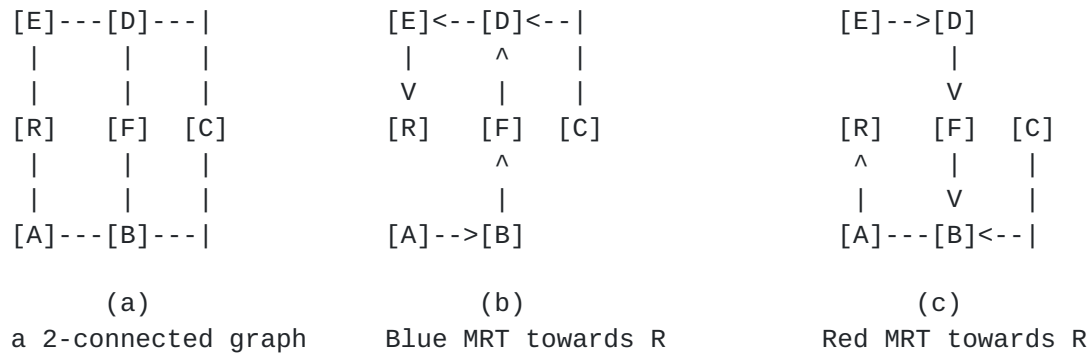 [E]---[D]---|            [E]<--[D]<--|                [E]-->[D]
 |     |    |             |     ^    |                       |
 |     |    |             V     |    |                       V
[R]   [F]  [C]           [R]   [F]  [C]               [R]   [F]  [C]
 |     |    |                   ^                      ^     |    |
 |     |    |                   |                      |     V    |
[A]---[B]---|            [A]-->[B]                    [A]---[B]<--|
(a)                     (b)                           (c)
a 2-connected graph     Blue MRT towards R          Red MRT towards R